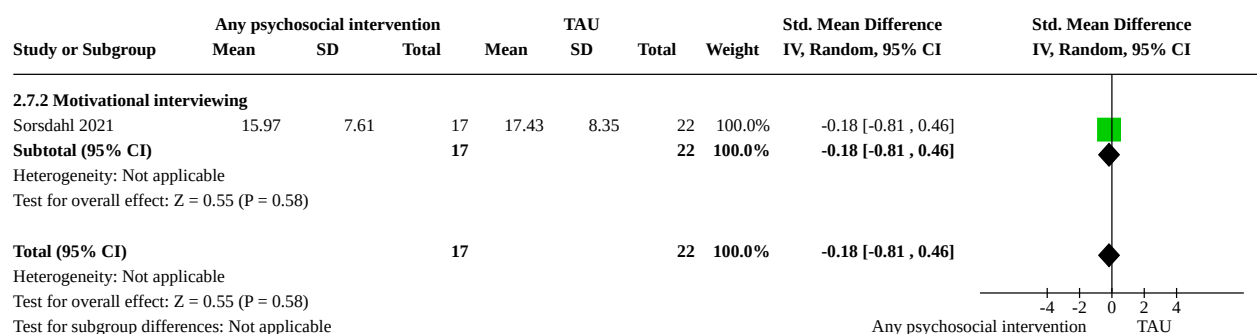 Any psychosocial intervention TAU Std. Mean Difference Std. Mean Difference
Study or Subgroup Mean SD Total Mean SD Total Weight IV, Random, 95% CI IV, Random, 95% CI
2.7.2 Motivational interviewing
Sorsdahl 2021 15.97 7.61 17 17.43 8.35 22 100.0% -0.18 [-0.81 , 0.46]
Subtotal (95% CI) 17 22 100.0% -0.18 [-0.81 , 0.46]
Heterogeneity: Not applicable
Test for overall effect: Z = 0.55 (P = 0.58)
Total (95% CI) 17 22 100.0% -0.18 [-0.81 , 0.46]
Heterogeneity: Not applicable
Test for overall effect: Z = 0.55 (P = 0.58)
-4 -2 0 2 4
Test for subgroup differences: Not applicable Any psychosocial intervention TAU